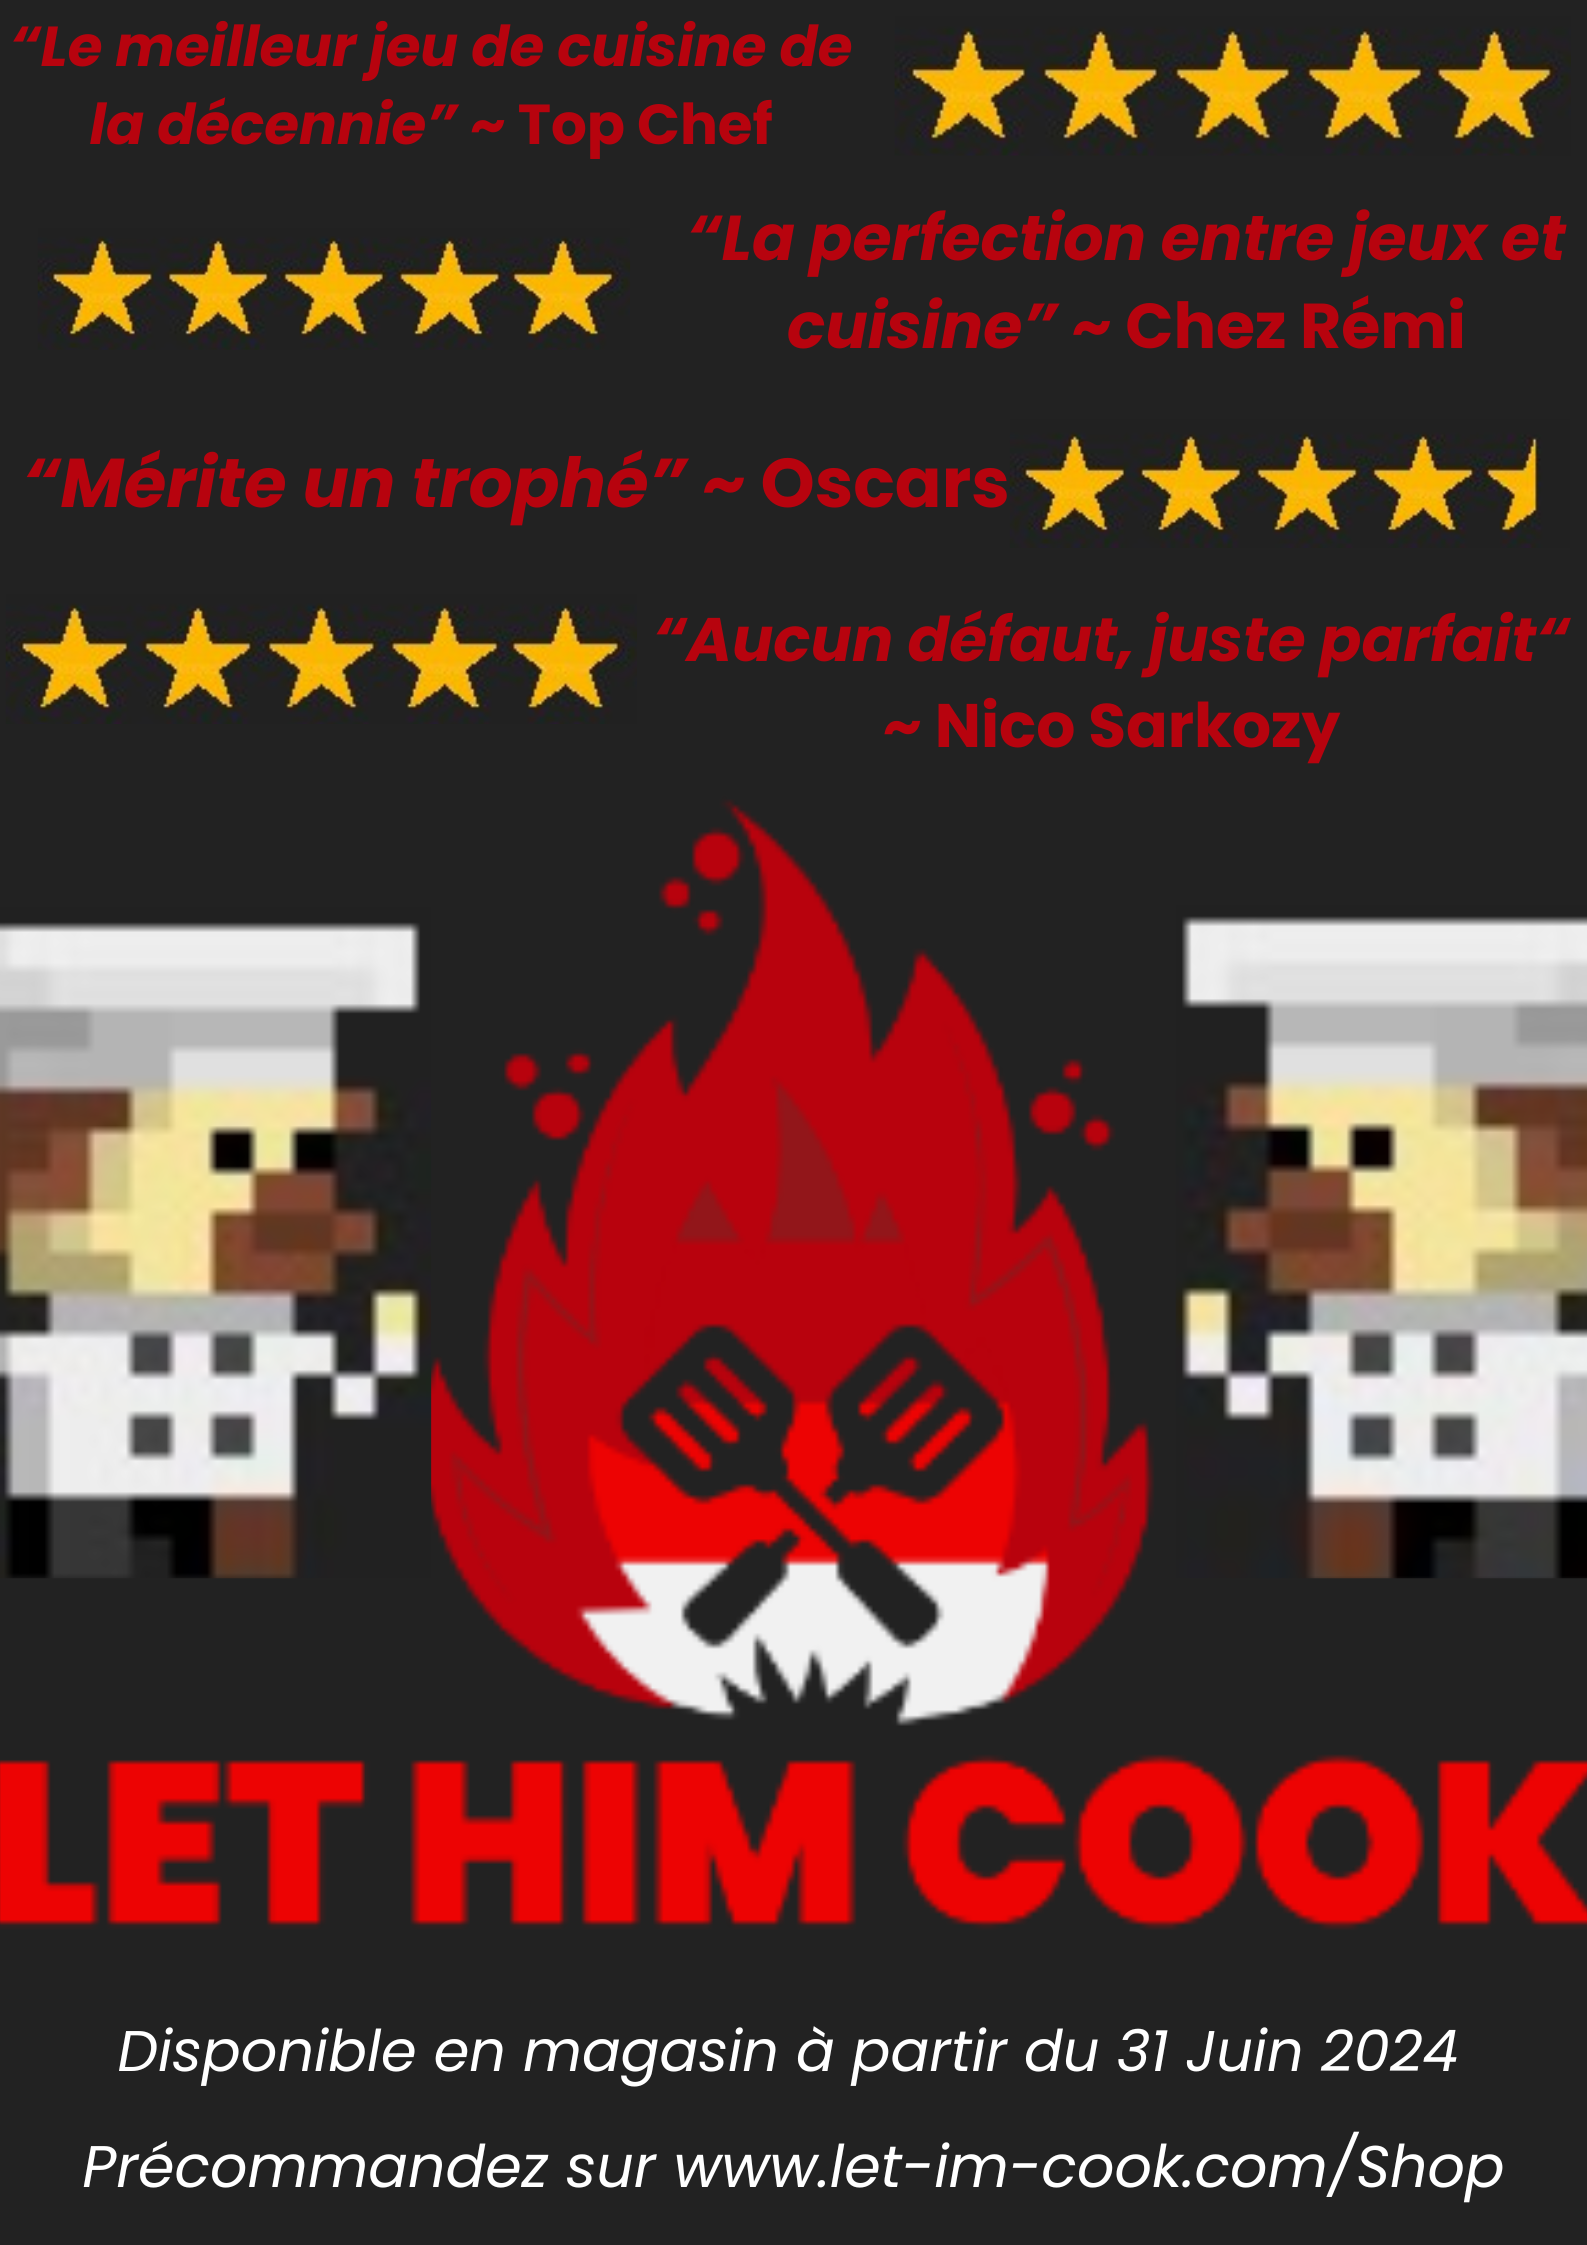 “Le meilleur jeu de cuisine de
la décennie” ~ Top Chef
“La perfection entre jeux et
cuisine” ~ Chez Rémi
“Mérite un trophé” ~ Oscars
“Aucun défaut, juste parfait“
~ Nico Sarkozy
LET HIM COOK
Disponible en magasin à partir du 31 Juin 2024
Précommandez sur www.let-im-cook.com/Shop